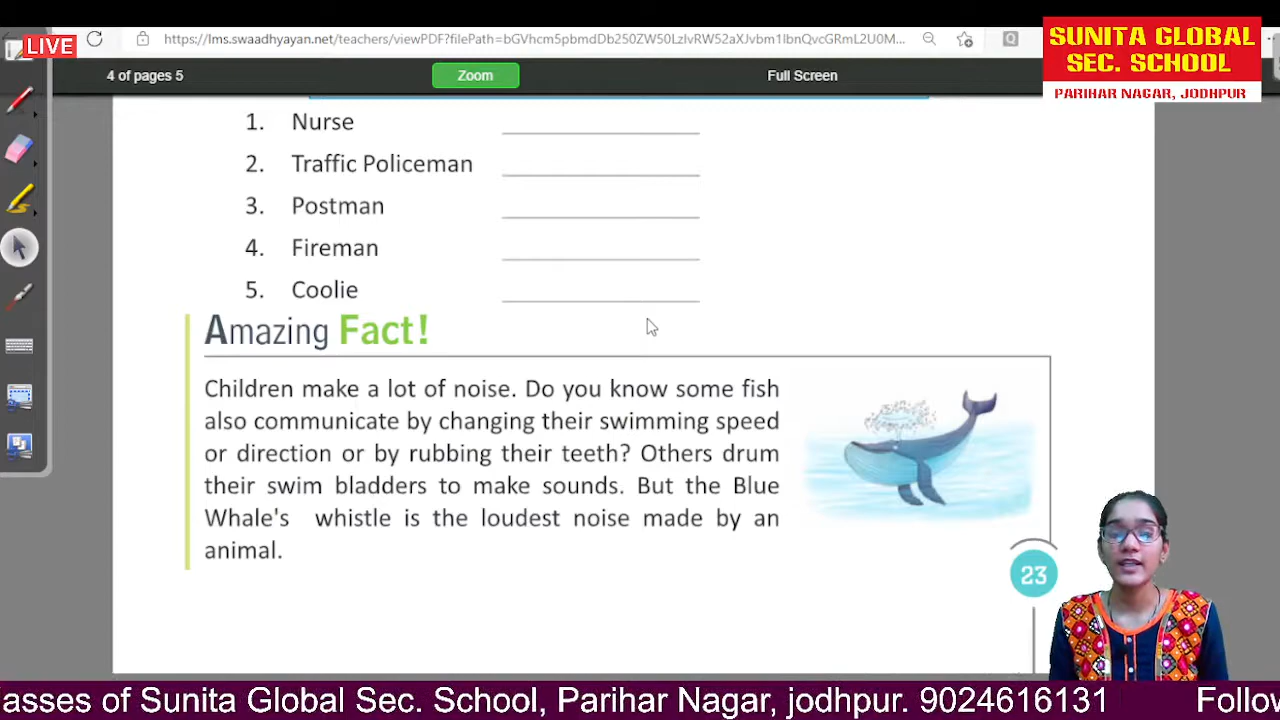 LIVE
https://lms.swaadhyayan.net/teachers/viewPDF?filePath=bGVhcm5pbmdDb250ZW50LzIvRW52aXJvbm1lbnQvcGRmL2U0M...
SUNITA GLOBAL
SEC. SCHOOL
PARIHAR NAGAR, JODHPUR
4 of pages 5
Zoom
Full Screen
1. Nurse
2. Traffic Policeman
3. Postman
4. Fireman
5. Coolie
Amazing Fact!
Children make a lot of noise. Do you know some fish
also communicate by changing their swimming speed
or direction or by rubbing their teeth? Others drum
their swim bladders to make sounds. But the Blue
Whale's whistle is the loudest noise made by an
animal.
23
lasses of Sunita Global Sec. School, Parihar Nagar, jodhpur. 9024616131 Follov